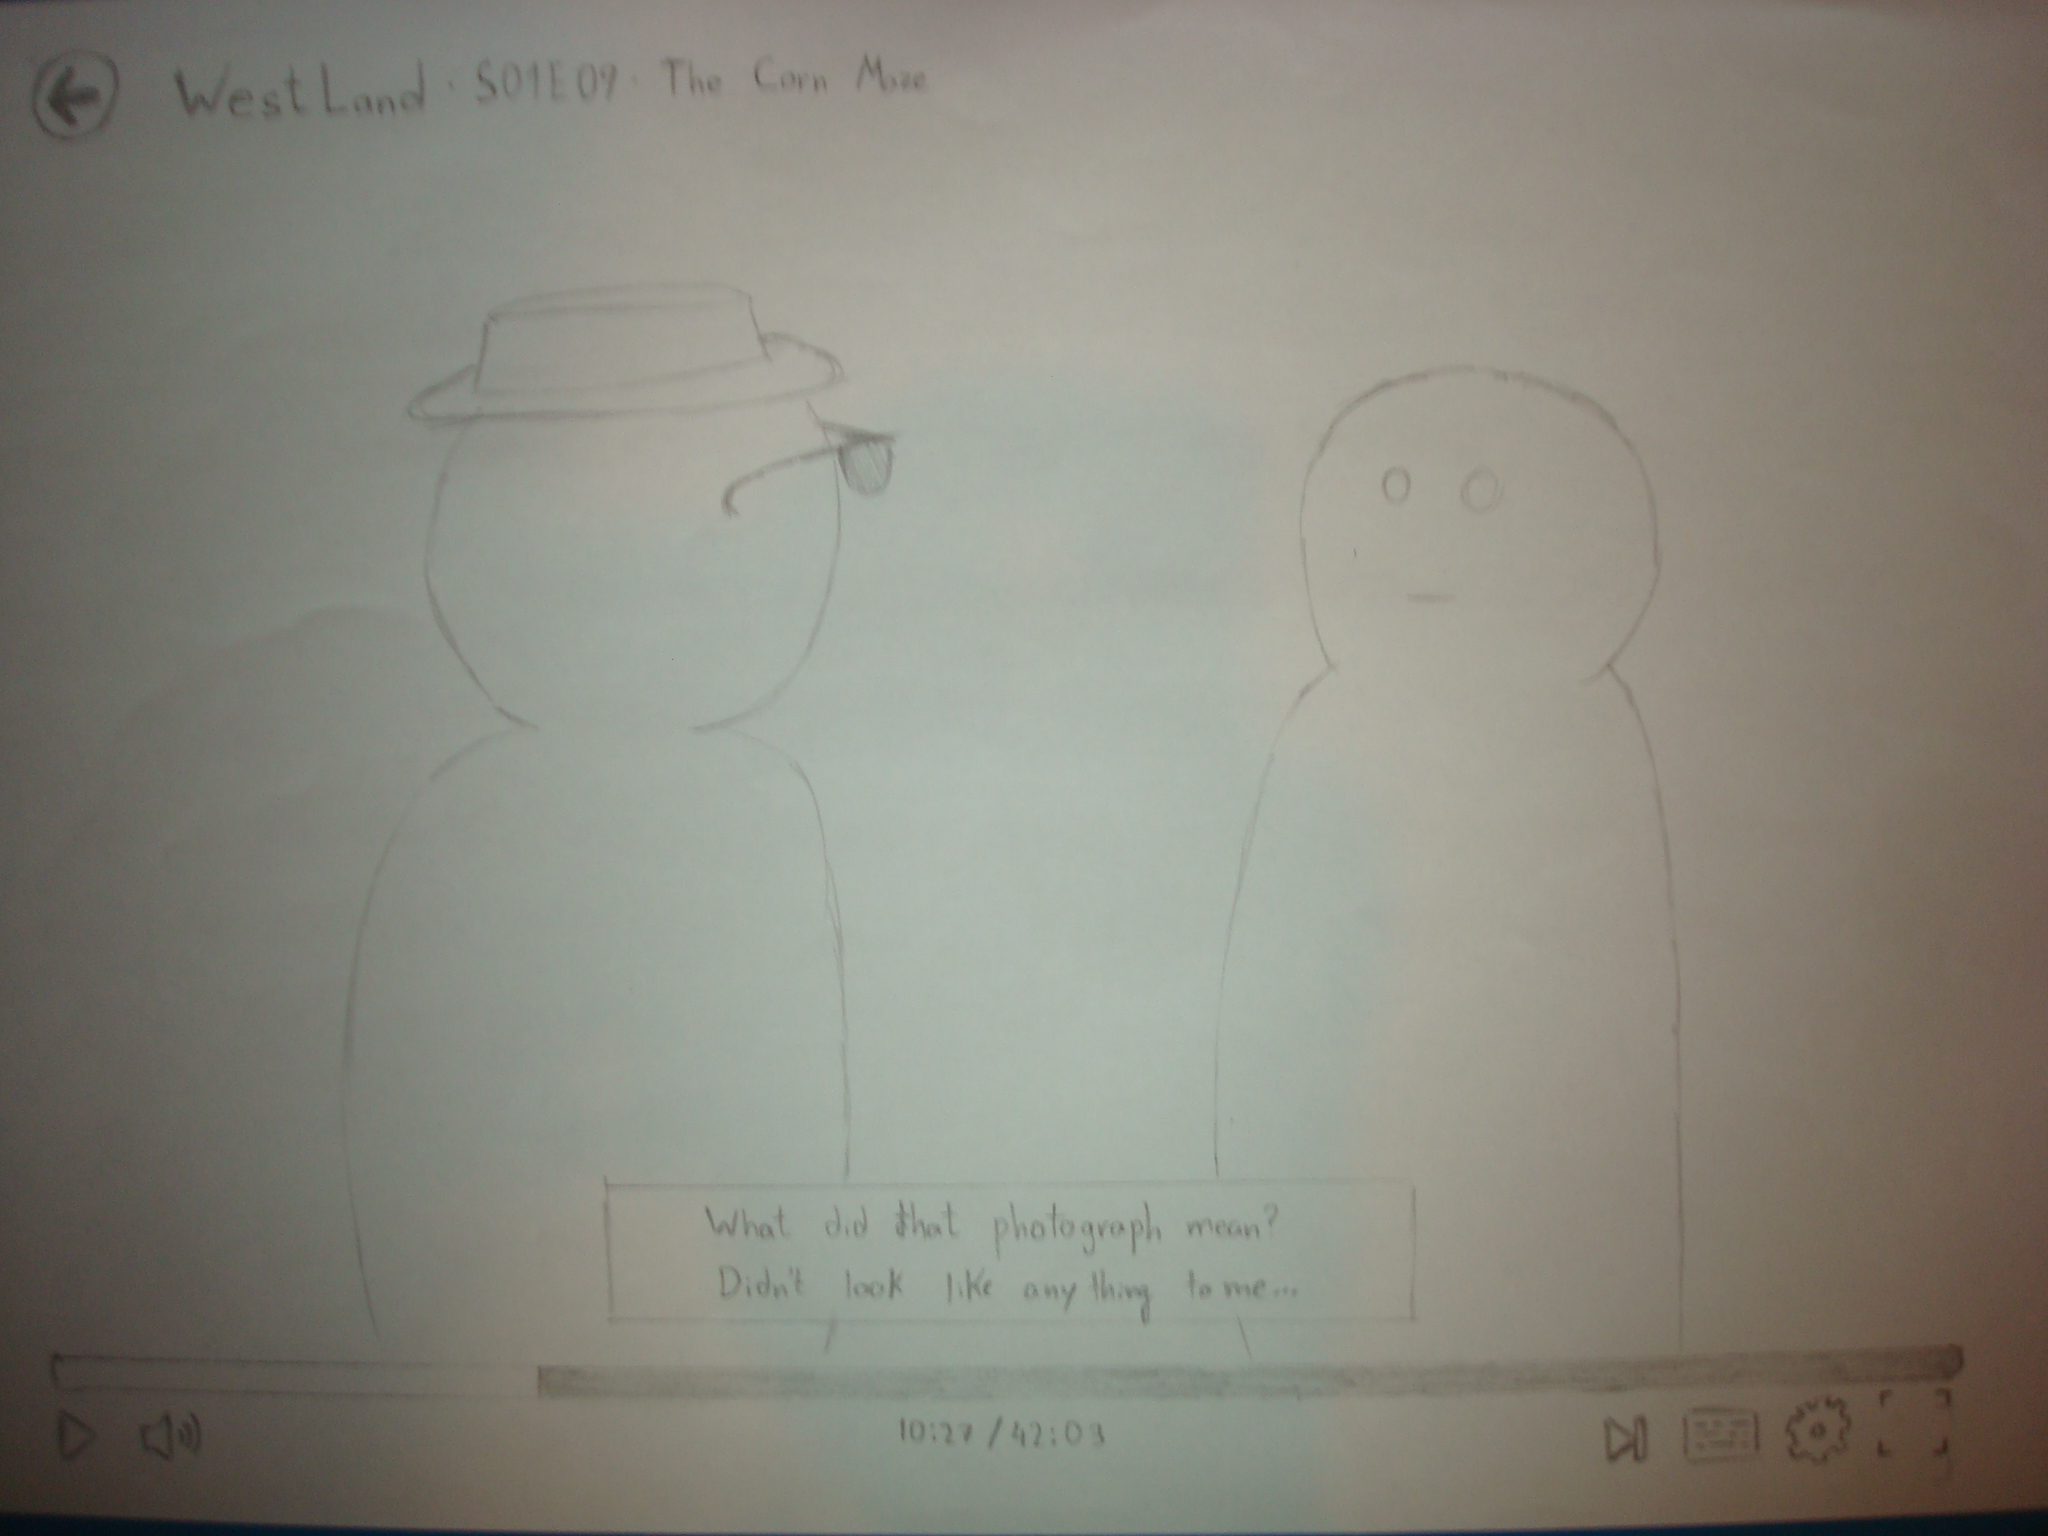 West Land · S01E09 · The Corn Maze
What did that photograph mean?
Didn't look like any thing to me...
10:27 / 42:03